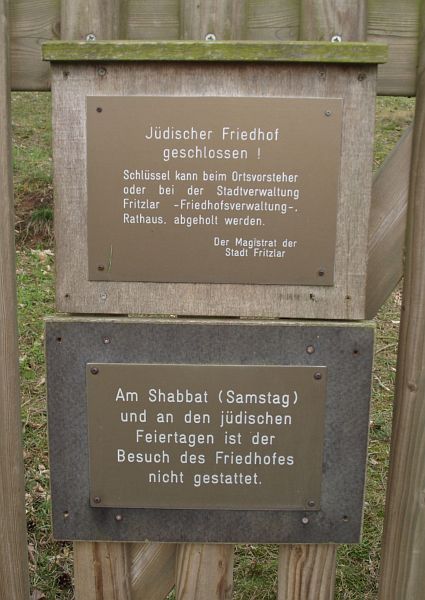 Jüdischer Friedhof
geschlossen !
Schlüssel kann beim Ortsvorsteher
oder bei der Stadtverwaltung
Fritzlar -Friedhofsverwaltung-,
Rathaus, abgeholt werden.
Der Magistrat der
Stadt Fritzlar
Am Shabbat (Samstag)
und an den jüdischen
Feiertagen ist der
Besuch des Friedhofes
nicht gestattet.